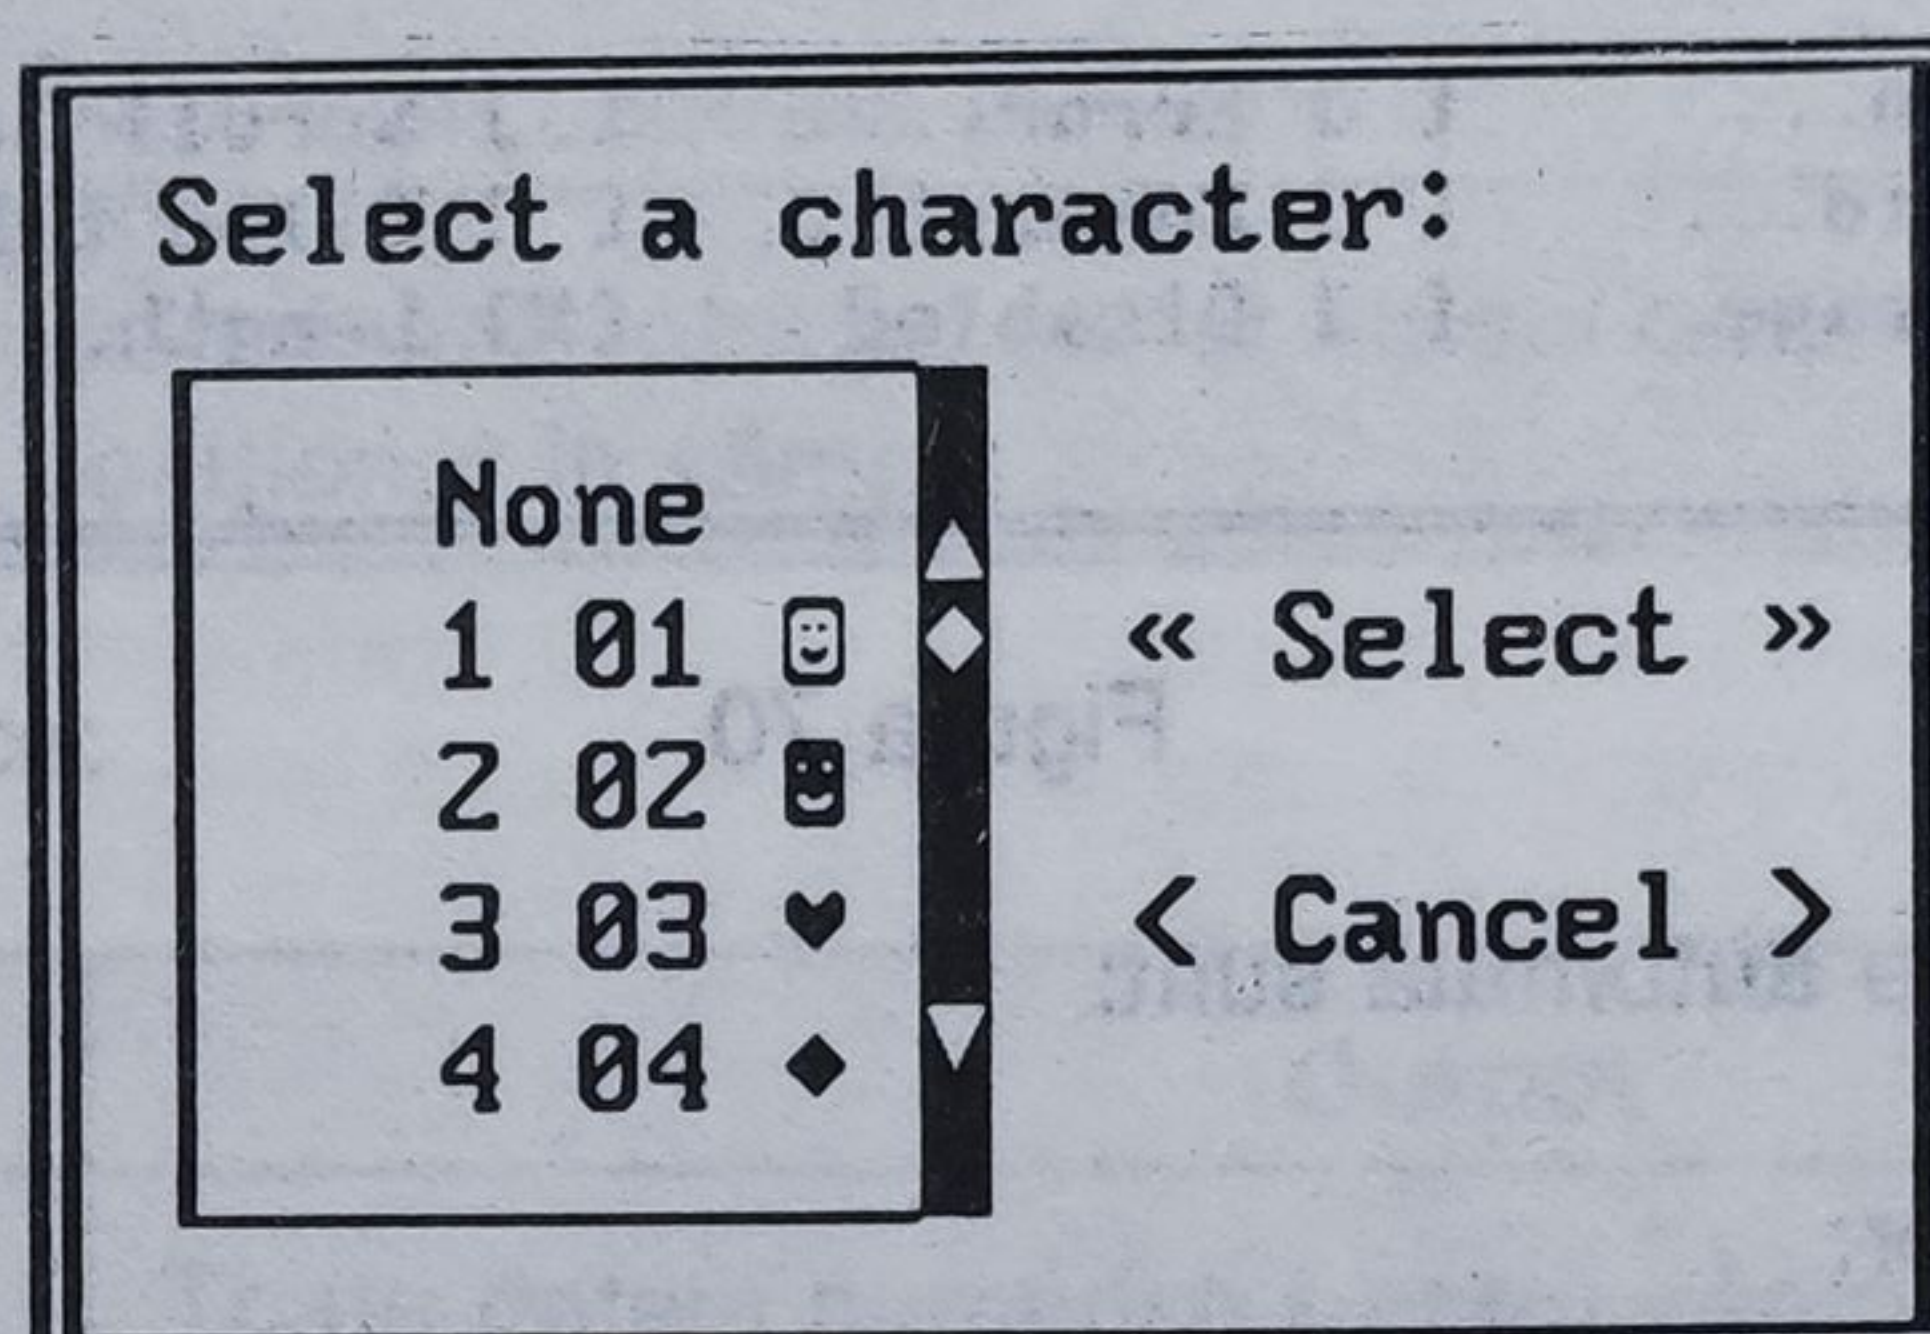 Select a character:
None
1 01 ☺
« Select »
2 02 ☻
3 03 ♥
< Cancel >
4 04 ♦